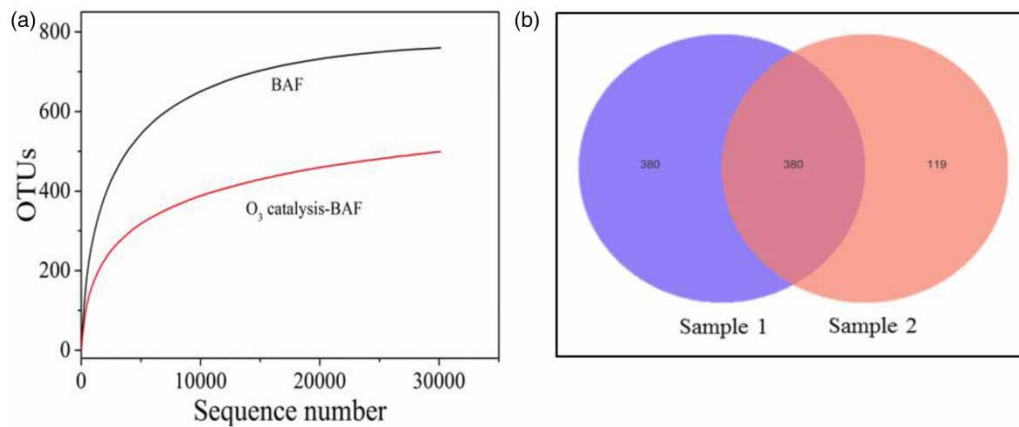 (a)
800
600
400
200
0
OTUs
BAF
O₃ catalysis-BAF
0 10000 20000 30000
Sequence number
(b)
380 380 119
Sample 1 Sample 2